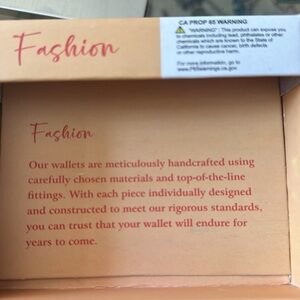 Fashion
CA PROP 65 WARNING
"WARNING": This product can expose you
to chemicals including lead, phthalates or other
chemicals which are known to the State of
California to cause cancer, birth defects
or other reproductive harm.
For more information, go to
www.P65warnings.ca.gov
Fashion
Our wallets are meticulously handcrafted using
carefully chosen materials and top-of-the-line
fittings. With each piece individually designed
and constructed to meet our rigorous standards,
you can trust that your wallet will endure for
years to come.